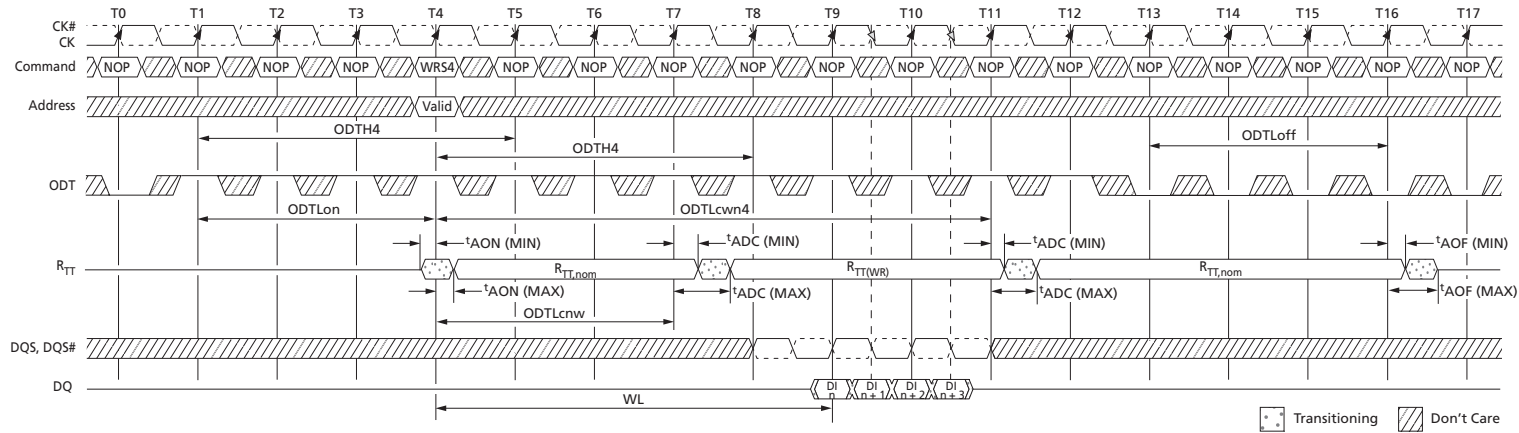 T0 T1 T2 T3 T4 T5 T6 T7 T8 T9 T10 T11 T12 T13 T14 T15 T16 T17
CK#
CK
Command NOP NOP NOP NOP WRS4 NOP NOP NOP NOP NOP NOP NOP NOP NOP NOP NOP NOP NOP
Address Valid
ODTH4 ODTLoff
ODTH4
ODT
ODTLon ODTLcwn4
tAON (MIN) tADC (MIN) tADC (MIN) tAOF (MIN)
RTT RTT,nom RTT(WR) RTT,nom
tAON (MAX) tADC (MAX) tADC (MAX) tAOF (MAX)
ODTLcnw
DQS, DQS#
DQ DI n DI n + 1 DI n + 2 DI n + 3
WL
Transitioning Don't Care